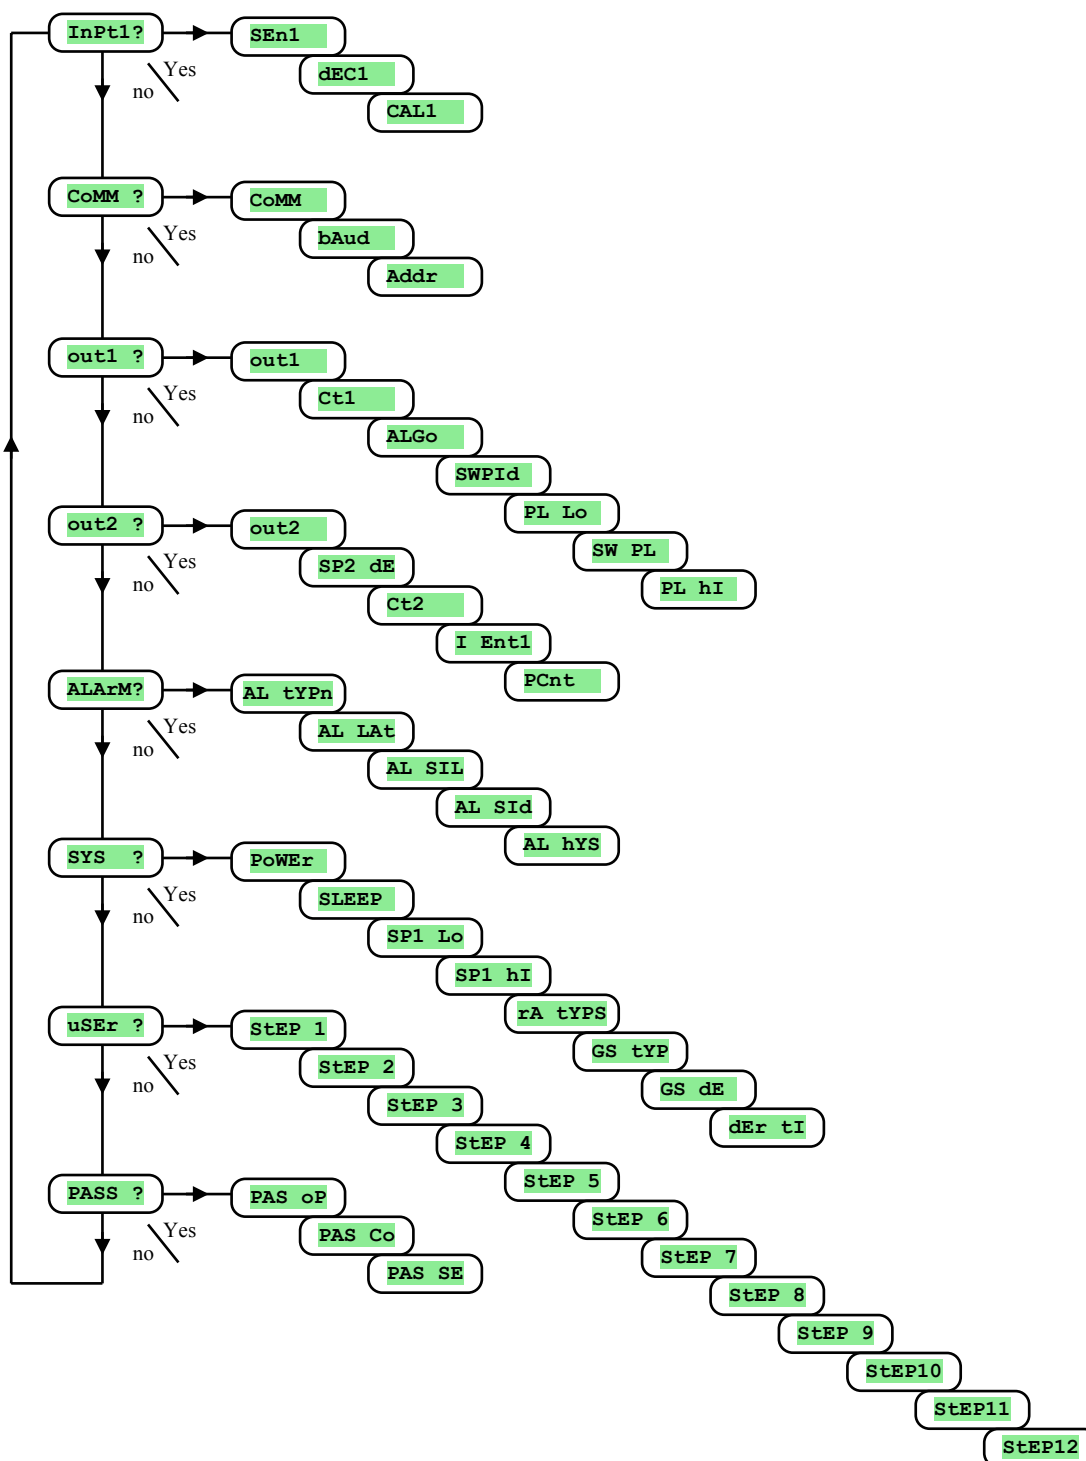 InPt1? SEn1
Yes
dEC1
no
CAL1
CoMM ? CoMM
Yes
bAud
no
Addr
out1 ? out1
Yes
Ct1
no
ALGo
SWPId
PL Lo
out2 ? out2
SW PL
Yes
SP2 dE
no
PL hI
Ct2
I Ent1
PCnt
ALArM? AL tYPn
Yes
AL LAt
no
AL SIL
AL SId
AL hYS
SYS ? PoWEr
Yes
SLEEP
no
SP1 Lo
SP1 hI
rA tYPS
uSEr ? StEP 1
GS tYP
Yes
StEP 2
no
GS dE
StEP 3
dEr tI
StEP 4
StEP 5
PASS ? PAS oP
StEP 6
Yes
PAS Co
no
StEP 7
PAS SE
StEP 8
StEP 9
StEP10
StEP11
StEP12